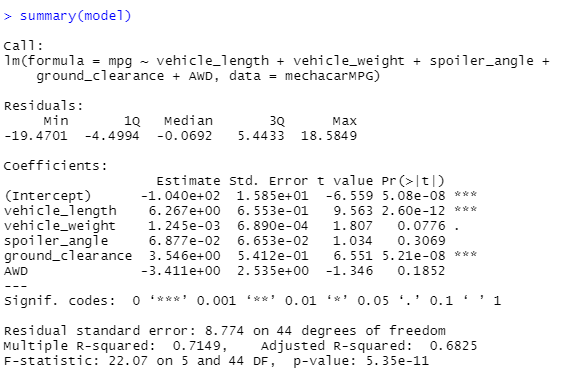 > summary(model)
Call:
lm(formula = mpg ~ vehicle_length + vehicle_weight + spoiler_angle +
    ground_clearance + AWD, data = mechacarMPG)
Residuals:
     Min       1Q   Median       3Q      Max
-19.4701  -4.4994  -0.0692   5.4433  18.5849
Coefficients:
                   Estimate Std. Error t value Pr(>|t|)
(Intercept)      -1.040e+02  1.585e+01  -6.559 5.08e-08 ***
vehicle_length    6.267e+00  6.553e-01   9.563 2.60e-12 ***
vehicle_weight    1.245e-03  6.890e-04   1.807   0.0776 .
spoiler_angle     6.877e-02  6.653e-02   1.034   0.3069
ground_clearance  3.546e+00  5.412e-01   6.551 5.21e-08 ***
AWD              -3.411e+00  2.535e+00  -1.346   0.1852
---
Signif. codes:  0 ‘***’ 0.001 ‘**’ 0.01 ‘*’ 0.05 ‘.’ 0.1 ‘ ’ 1
Residual standard error: 8.774 on 44 degrees of freedom
Multiple R-squared:  0.7149,    Adjusted R-squared:  0.6825
F-statistic: 22.07 on 5 and 44 DF,  p-value: 5.35e-11